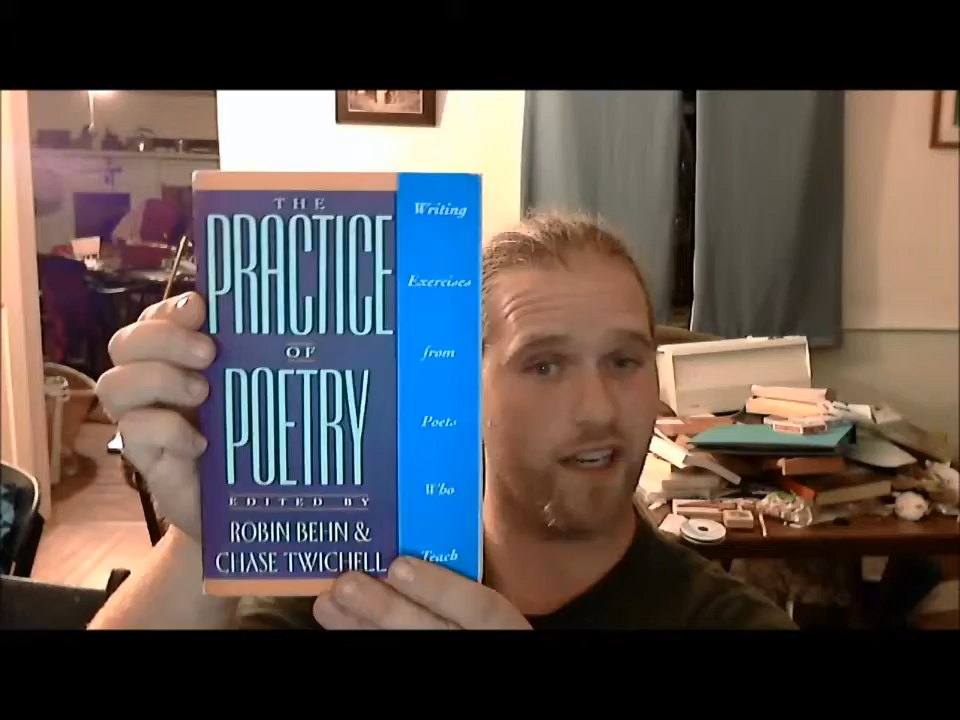 THE
PRACTICE
OF
POETRY
EDITED BY
ROBIN BEHN &
CHASE TWICHELL
Writing
Exercises
from
Poets
Who
Teach